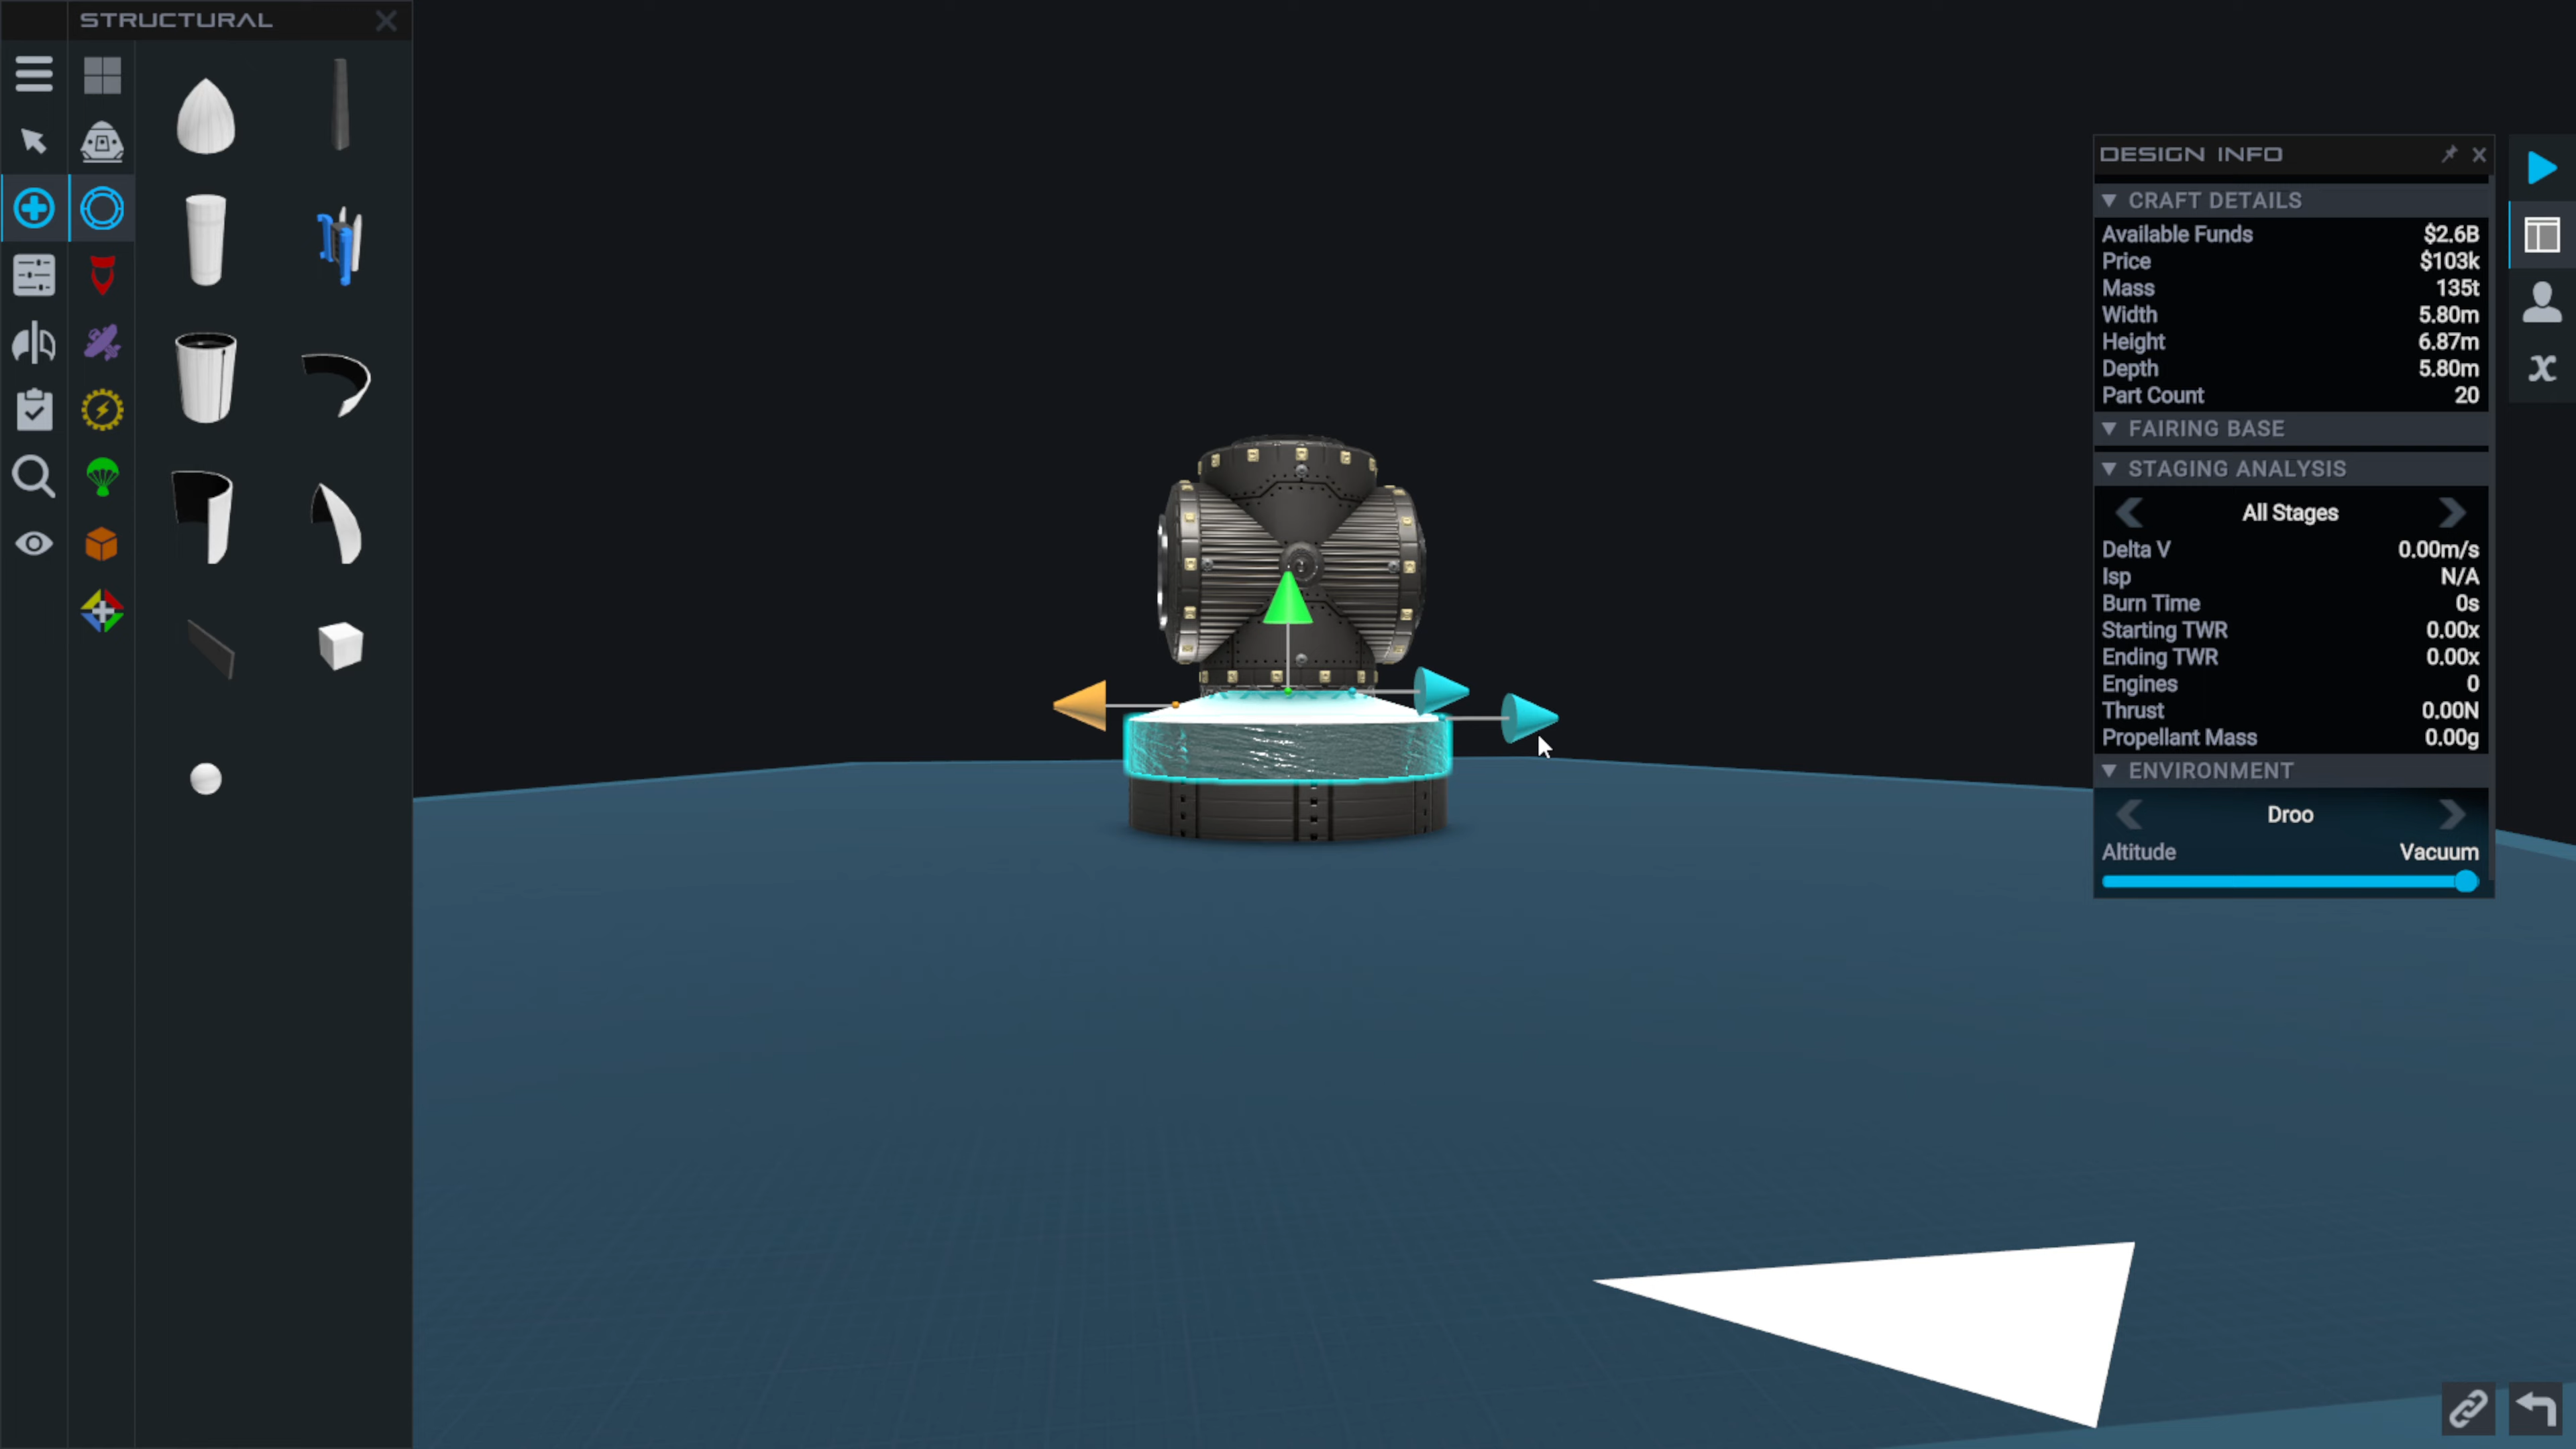 STRUCTURAL
DESIGN INFO
CRAFT DETAILS
Available Funds $2.6B
Price $103k
Mass 135t
Width 5.80m
Height 6.87m
Depth 5.80m
Part Count 20
FAIRING BASE
STAGING ANALYSIS
All Stages
Delta V 0.00m/s
Isp N/A
Burn Time 0s
Starting TWR 0.00x
Ending TWR 0.00x
Engines 0
Thrust 0.00N
Propellant Mass 0.00g
ENVIRONMENT
Droo
Altitude Vacuum